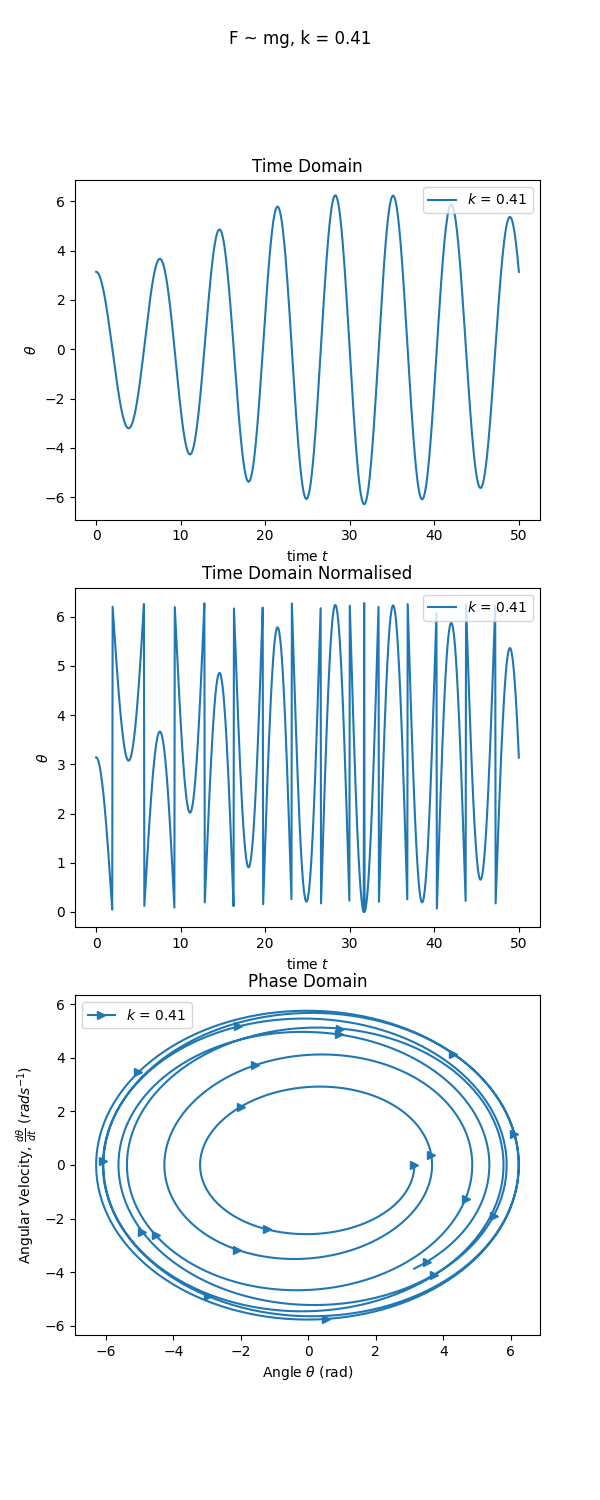 F ~ mg, k = 0.41
Time Domain
k = 0.41
6
4
2
0
−2
−4
−6
θ
0 10 20 30 40 50
time t
Time Domain Normalised
k = 0.41
6
5
4
3
2
1
0
θ
0 10 20 30 40 50
time t
Phase Domain
k = 0.41
6
4
2
0
−2
−4
−6
Angular Velocity, dθ/dt (rads⁻¹)
−6 −4 −2 0 2 4 6
Angle θ (rad)